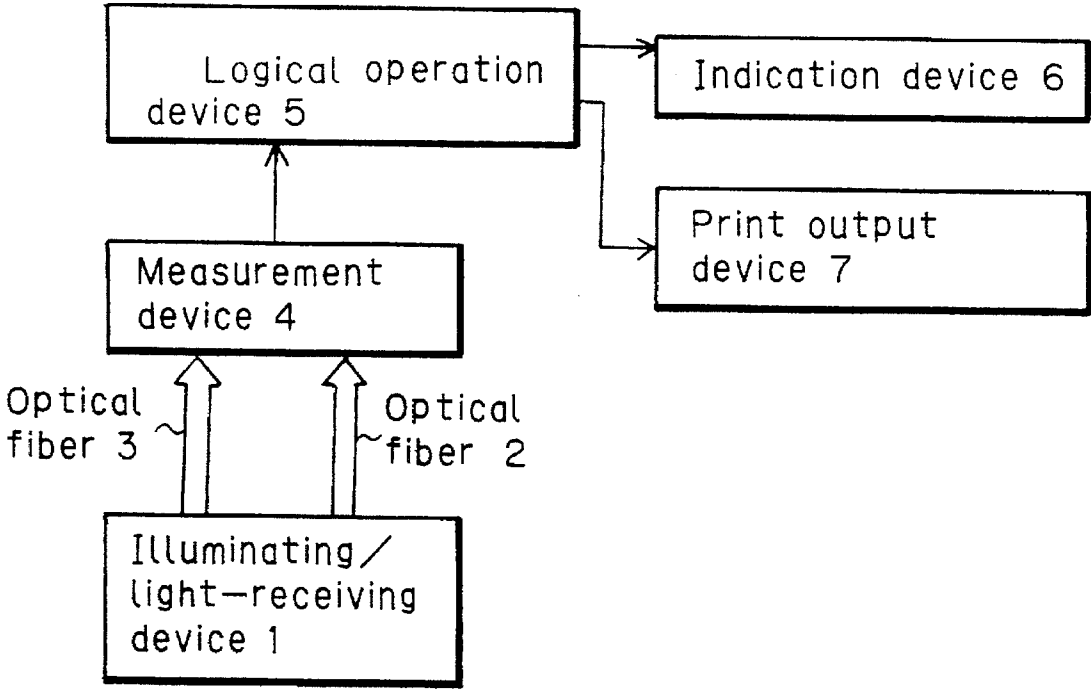 Logical operation
device 5
Indication device 6
Print output
device 7
Measurement
device 4
Optical
fiber 3
Optical
fiber 2
Illuminating/
light-receiving
device 1